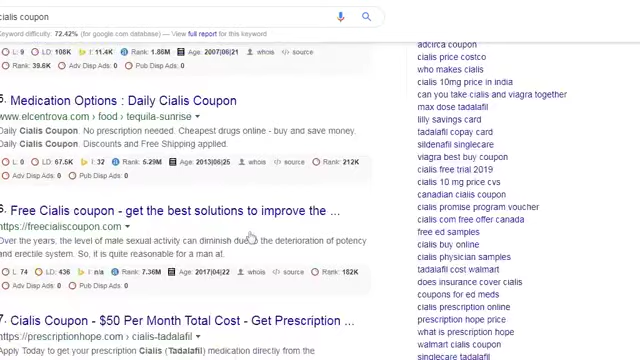 cialis coupon
Keyword difficulty: 72.42% (for google.com database) — View full report for this keyword
L: 9 LD: 108K I: 11.4K Rank: 1.86M Age: 2007|06|21 whois source
Rank: 39.6K Adv Disp Ads: 0 Pub Disp Ads: 0
5. Medication Options : Daily Cialis Coupon
www.elcentrova.com › food › tequila-sunrise
Daily Cialis Coupon. No prescription needed. Cheapest drugs online - buy and save money.
Daily Cialis Coupon. Discounts and Free Shipping applied.
L: 0 LD: 67.5K I: 32 Rank: 5.29M Age: 2013|06|25 whois source Rank: 212K
Adv Disp Ads: 0 Pub Disp Ads: 0
6. Free Cialis coupon - get the best solutions to improve the ...
https://freecialiscoupon.com
Over the years, the level of male sexual activity can diminish due to the deterioration of potency
and erectile system. So, it is quite reasonable for a man at.
L: 74 LD: 436 I: n/a Rank: 7.36M Age: 2017|04|22 whois source Rank: 182K
Adv Disp Ads: 0 Pub Disp Ads: 0
7. Cialis Coupon - $50 Per Month Total Cost - Get Prescription ...
https://prescriptionhope.com › cialis-tadalafil
Apply Today to get your prescription Cialis (Tadalafil) medication directly from the
adcirca coupon
cialis price costco
who makes cialis
cialis 10mg price in india
can you take cialis and viagra together
max dose tadalafil
lilly savings card
tadalafil copay card
sildenafil singlecare
viagra best buy coupon
cialis free trial 2019
cialis 10 mg cvs
canadian cialis coupon
cialis promise program voucher
cialis com free offer canada
free ed samples
cialis buy online
cialis physician samples
tadalafil cost walmart
does insurance cover cialis
coupons for ed meds
cialis prescription online
prescription hope price
what is prescription hope
walmart cialis coupon
singlecare tadalafil